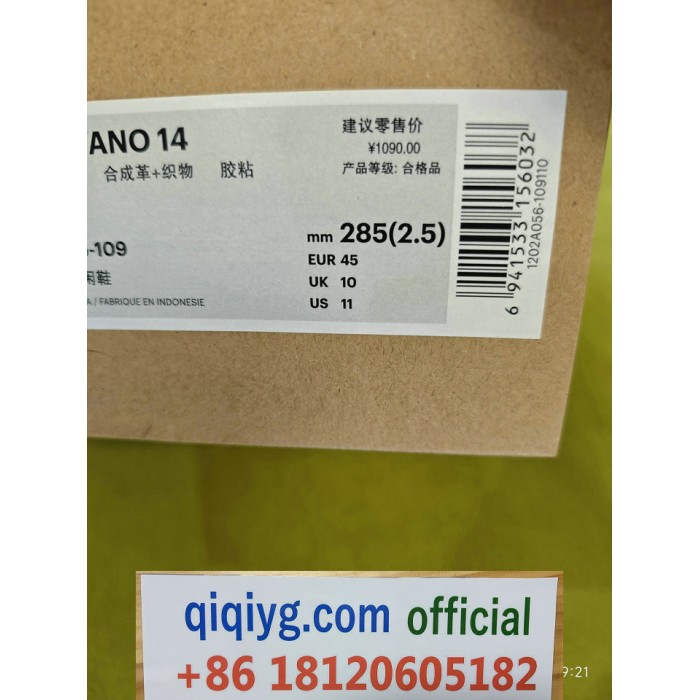 ANO 14
合成革+织物 胶粘
-109
闲鞋
A / FABRIQUE EN INDONESIE
建议零售价
¥1090.00
产品等级: 合格品
mm 285(2.5)
EUR 45
UK 10
US 11
6 941533 156032
1202A056-109110
qiqiyg.com official
+86 18120605182
9:21